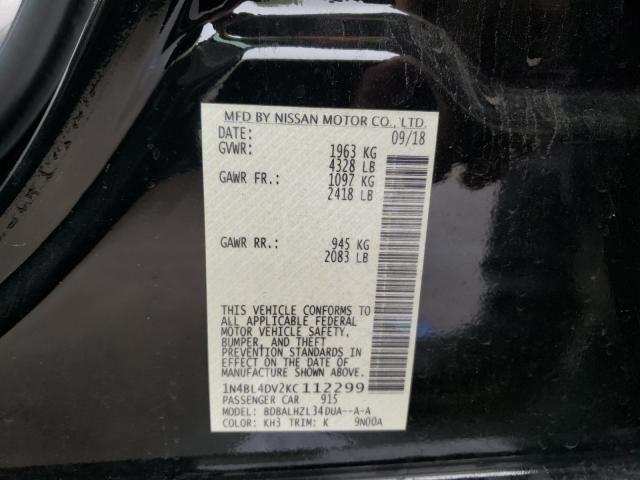 MFD BY NISSAN MOTOR CO., LTD.
DATE: 09/18
GVWR: 1963 KG
4328 LB
GAWR FR.: 1097 KG
2418 LB
GAWR RR.: 945 KG
2083 LB
THIS VEHICLE CONFORMS TO
ALL APPLICABLE FEDERAL
MOTOR VEHICLE SAFETY,
BUMPER, AND THEFT
PREVENTION STANDARDS
IN EFFECT ON THE DATE
OF MANUFACTURE SHOWN ABOVE.
1N4BL4DV2KC112299
PASSENGER CAR 915
MODEL: BDBALHZL34DUA--A-A
COLOR: KH3 TRIM: K 9N00A